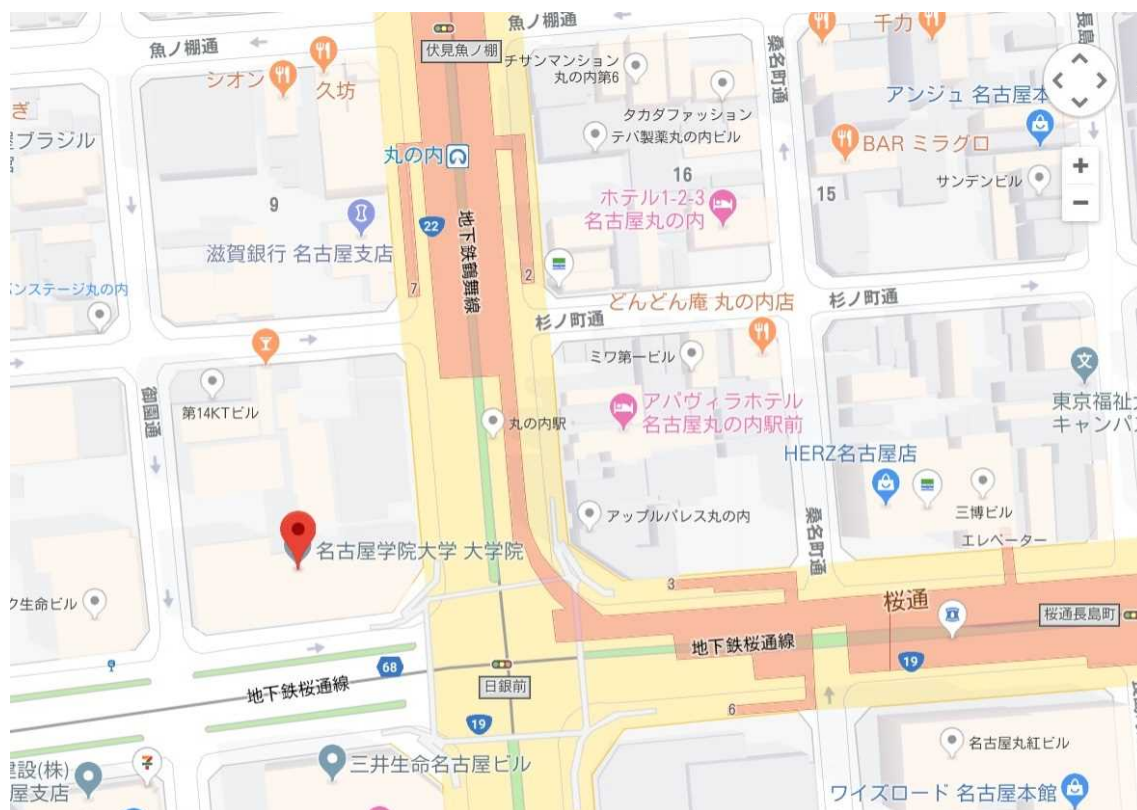 魚ノ棚通
魚ノ棚通
千力
伏見魚ノ棚
チサンマンション
丸の内第6
桑名町通
シオン
久坊
アンジュ 名古屋本
タカダファッション
テバ製薬丸の内ビル
BAR ミラグロ
丸の内
サンデンビル
16
15
9
ホテル1-2-3
名古屋丸の内
22
地下鉄鶴舞線
滋賀銀行 名古屋支店
7
2
どんどん庵 丸の内店
杉ノ町通
杉ノ町通
ミワ第一ビル
第14KTビル
御園通
丸の内駅
アパヴィラホテル
名古屋丸の内駅前
東京福祉
キャンパ
HERZ名古屋店
アップルパレス丸の内
三博ビル
桑名町通
エレベーター
名古屋学院大学 大学院
3
桜通
ク生命ビル
桜通長島町
地下鉄桜通線
68
19
日銀前
地下鉄桜通線
6
19
三井生命名古屋ビル
名古屋丸紅ビル
建設(株)
屋支店
ワイズロード 名古屋本館